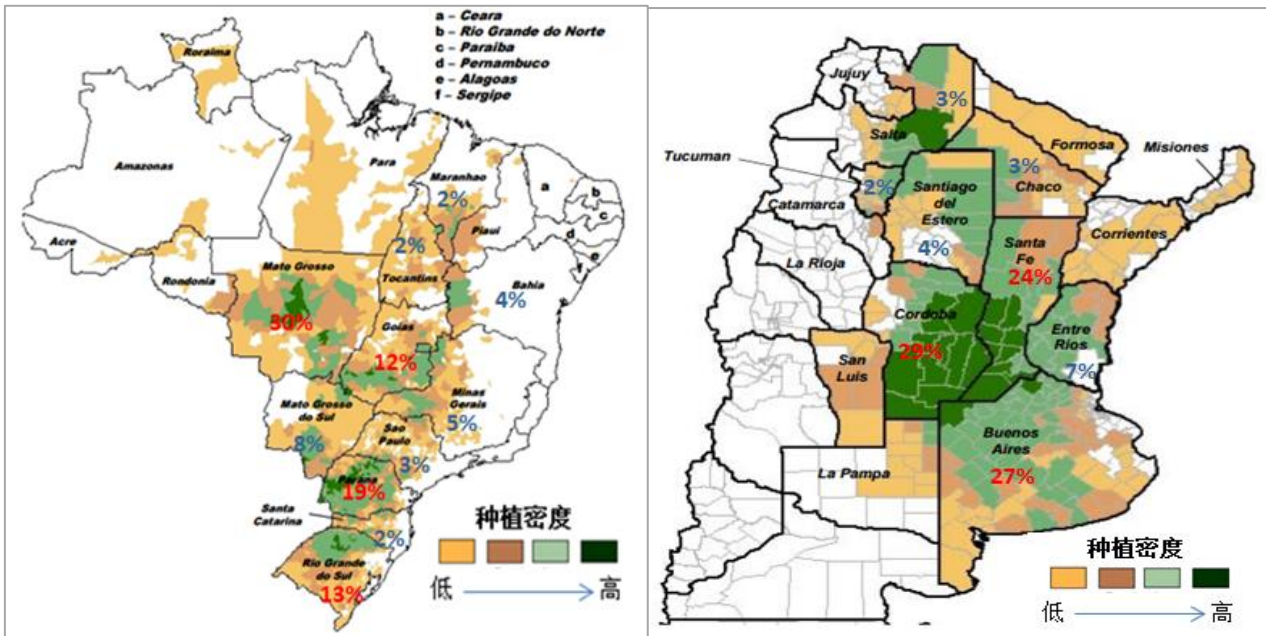 a – Ceara
b – Rio Grande do Norte
c – Paraiba
d – Pernambuco
e – Alagoas
f – Sergipe
Roraima
Amazonas
Para
Maranhao
2%
a
b
c
d
e
f
Piaui
Acre
Rondonia
Mato Grosso
30%
2%
Tocantins
Bahia
4%
Goias
12%
Minas
Gerais
5%
Mato Grosso
do Sul
8%
Sao
Paulo
3%
Parana
19%
Santa
Catarina
2%
Rio Grande
do Sul
13%
种植密度
低
高
Jujuy
3%
Salta
Formosa
Misiones
Tucuman
2%
3%
Chaco
Santiago
del
Estero
4%
Catamarca
Corrientes
Santa
Fe
24%
La Rioja
Cordoba
29%
Entre
Rios
7%
San
Luis
Buenos
Aires
27%
La Pampa
种植密度
低
高